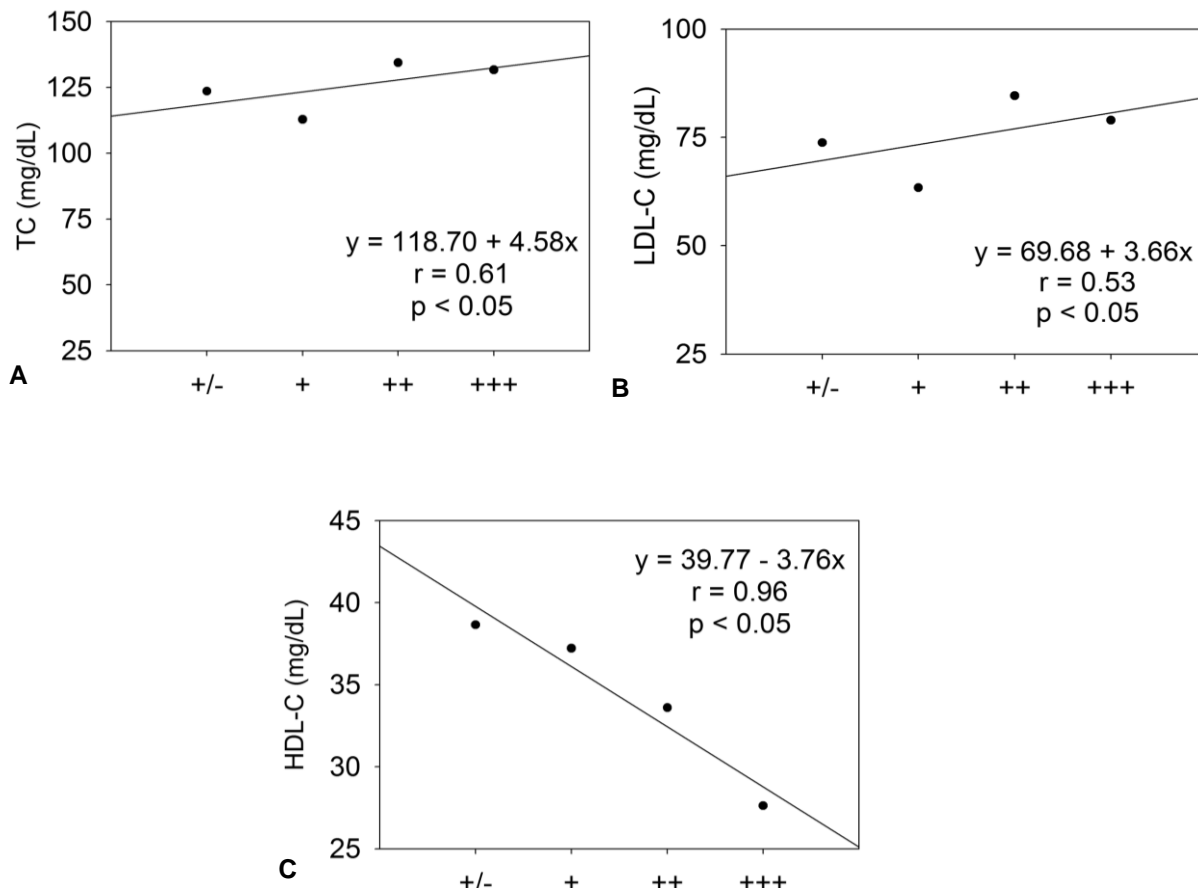 150
125
100
75
50
25
TC (mg/dL)
y = 118.70 + 4.58x
r = 0.61
p < 0.05
+/- + ++ +++
A
100
75
50
25
LDL-C (mg/dL)
y = 69.68 + 3.66x
r = 0.53
p < 0.05
+/- + ++ +++
B
45
40
35
30
25
HDL-C (mg/dL)
y = 39.77 - 3.76x
r = 0.96
p < 0.05
+/- + ++ +++
C